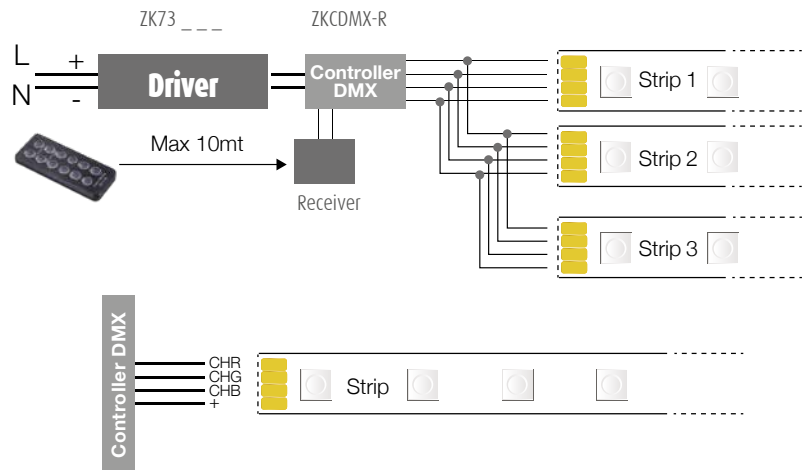 ZK73 _ _ _
ZKCDMX-R
L
+
N
-
Driver
Controller
DMX
Strip 1
Max 10mt
Strip 2
Receiver
Strip 3
Controller DMX
CHR
CHG
CHB
+
Strip